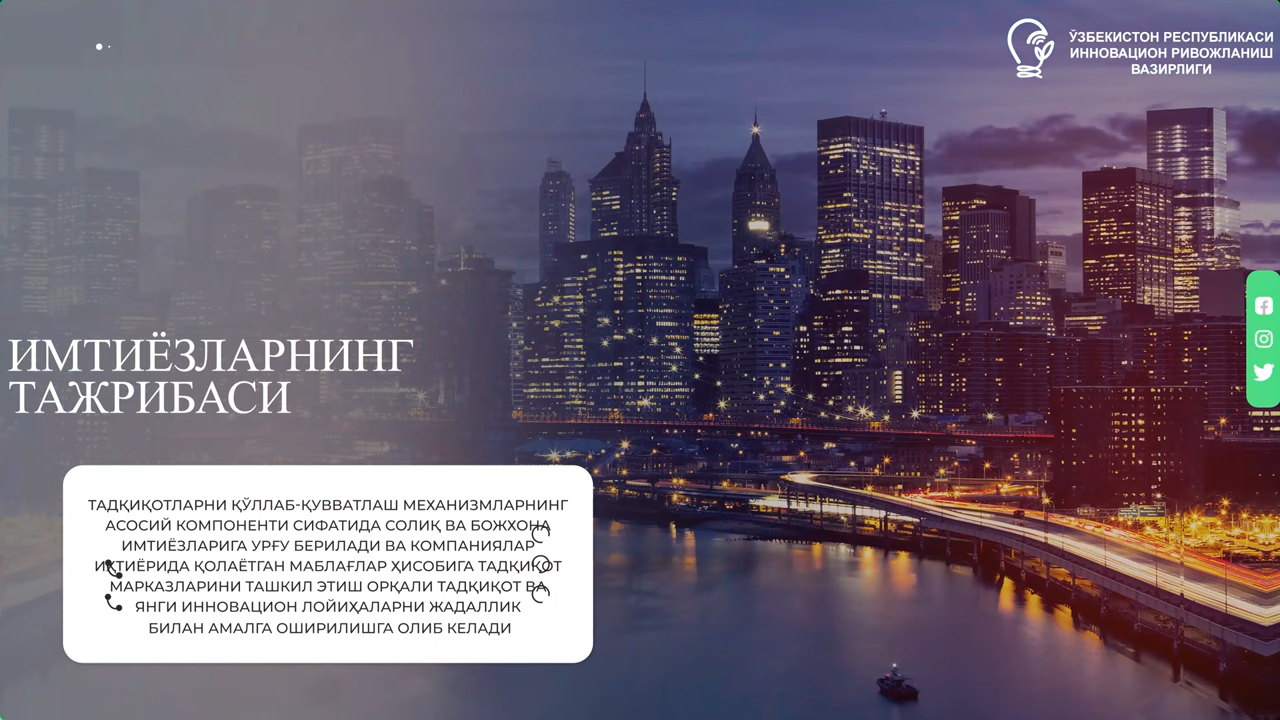 ЎЗБЕКИСТОН РЕСПУБЛИКАСИ
ИННОВАЦИОН РИВОЖЛАНИШ
ВАЗИРЛИГИ
ИМТИЁЗЛАРНИНГ
ТАЖРИБАСИ
ТАДҚИҚОТЛАРНИ ҚЎЛЛАБ-ҚУВВАТЛАШ МЕХАНИЗМЛАРНИНГ
АСОСИЙ КОМПОНЕНТИ СИФАТИДА СОЛИҚ ВА БОЖХОНА
ИМТИЁЗЛАРИГА УРҒУ БЕРИЛАДИ ВА КОМПАНИЯЛАР
ИХТИЁРИДА ҚОЛАЁТГАН МАБЛАҒЛАР ҲИСОБИГА ТАДҚИҚОТ
МАРКАЗЛАРИНИ ТАШКИЛ ЭТИШ ОРҚАЛИ ТАДҚИҚОТ ВА
ЯНГИ ИННОВАЦИОН ЛОЙИҲАЛАРНИ ЖАДАЛЛИК
БИЛАН АМАЛГА ОШИРИЛИШГА ОЛИБ КЕЛАДИ